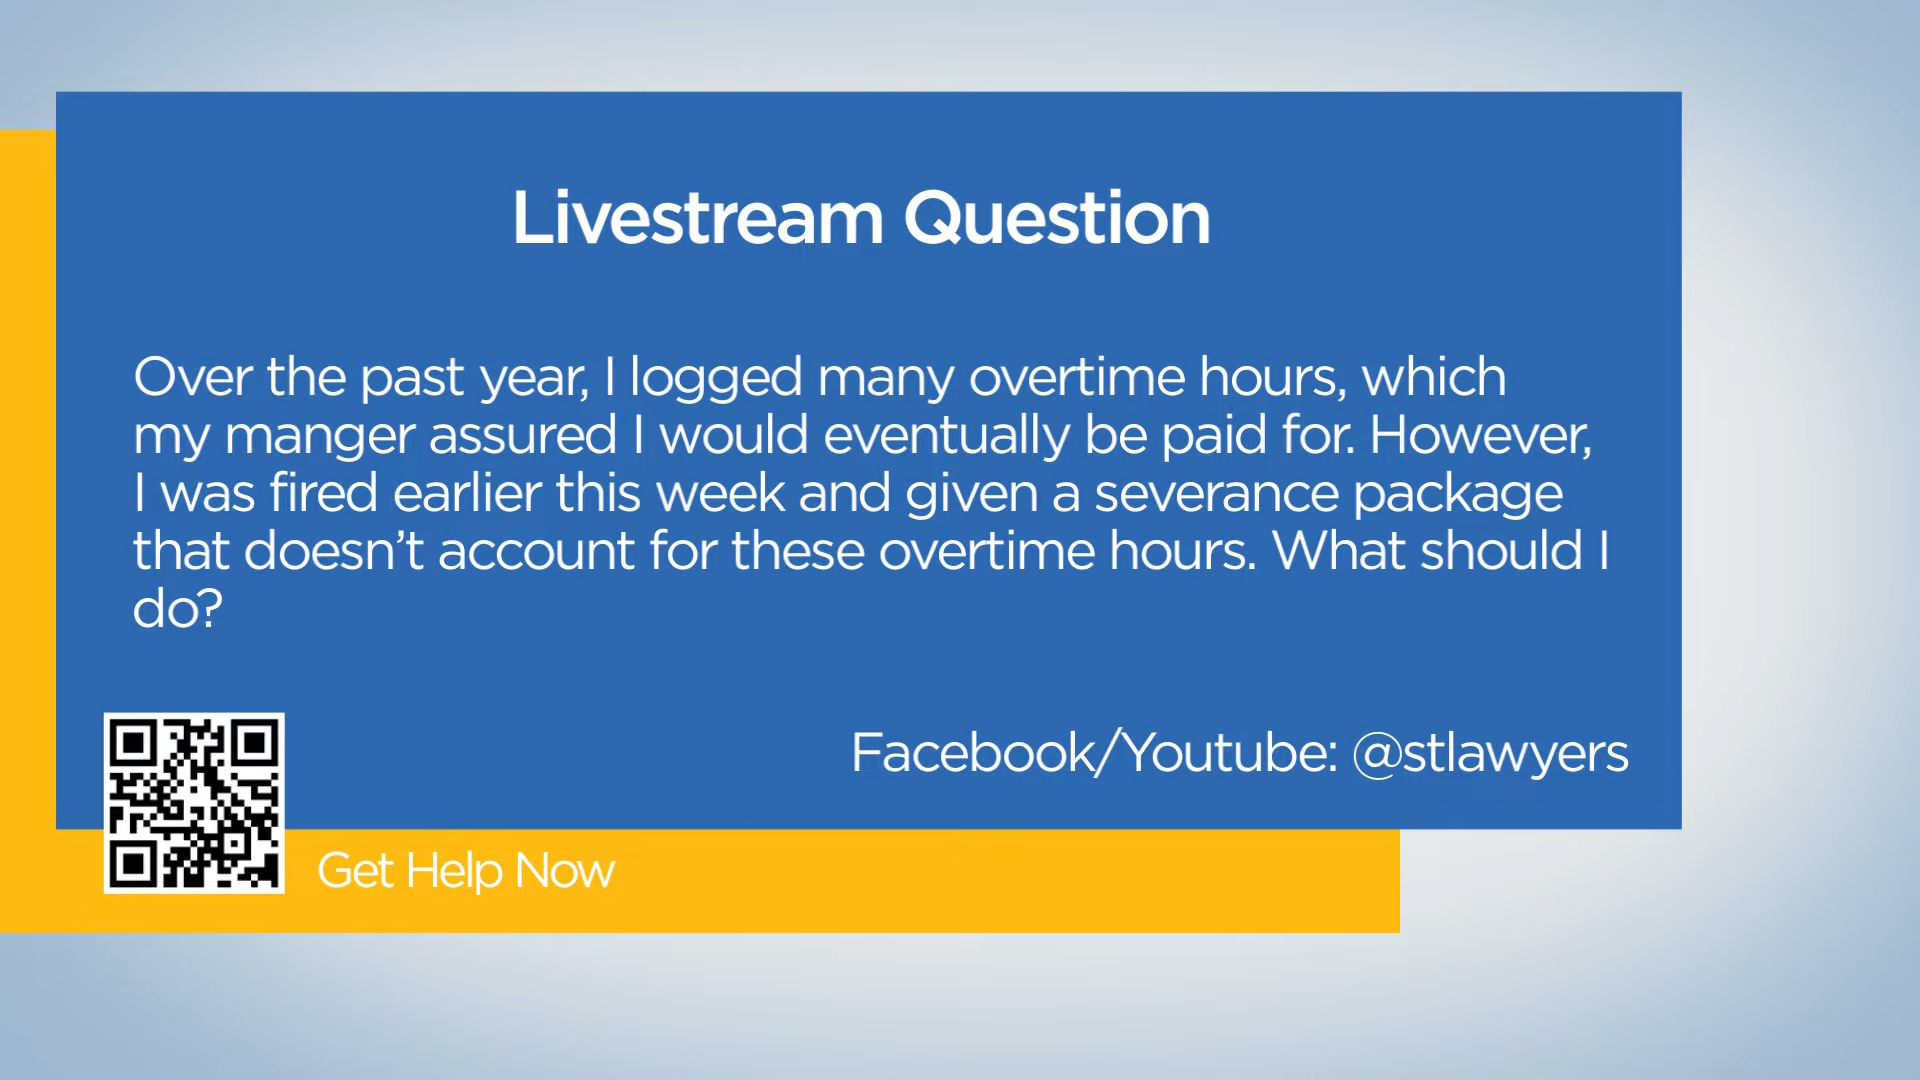 Livestream Question
Over the past year, I logged many overtime hours, which
my manger assured I would eventually be paid for. However,
I was fired earlier this week and given a severance package
that doesn’t account for these overtime hours. What should I
do?
Facebook/Youtube: @stlawyers
Get Help Now